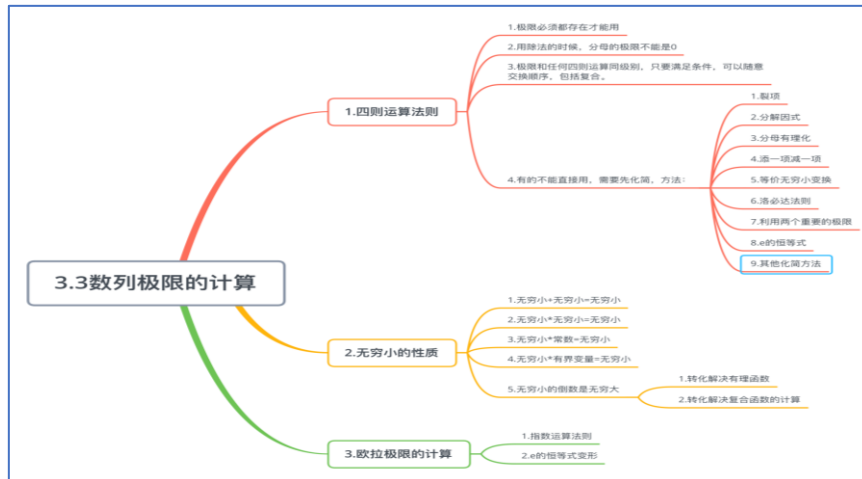 3.3数列极限的计算
1.四则运算法则
1.极限必须都存在才能用
2.用除法的时候，分母的极限不能是0
3.极限和任何四则运算同级别，只要满足条件，可以随意
交换顺序，包括复合。
4.有的不能直接用，需要先化简，方法：
1.裂项
2.分解因式
3.分母有理化
4.添一项减一项
5.等价无穷小变换
6.洛必达法则
7.利用两个重要的极限
8.e的恒等式
9.其他化简方法
2.无穷小的性质
1.无穷小+无穷小=无穷小
2.无穷小*无穷小=无穷小
3.无穷小*常数=无穷小
4.无穷小*有界变量=无穷小
5.无穷小的倒数是无穷大
1.转化解决有理函数
2.转化解决复合函数的计算
3.欧拉极限的计算
1.指数运算法则
2.e的恒等式变形